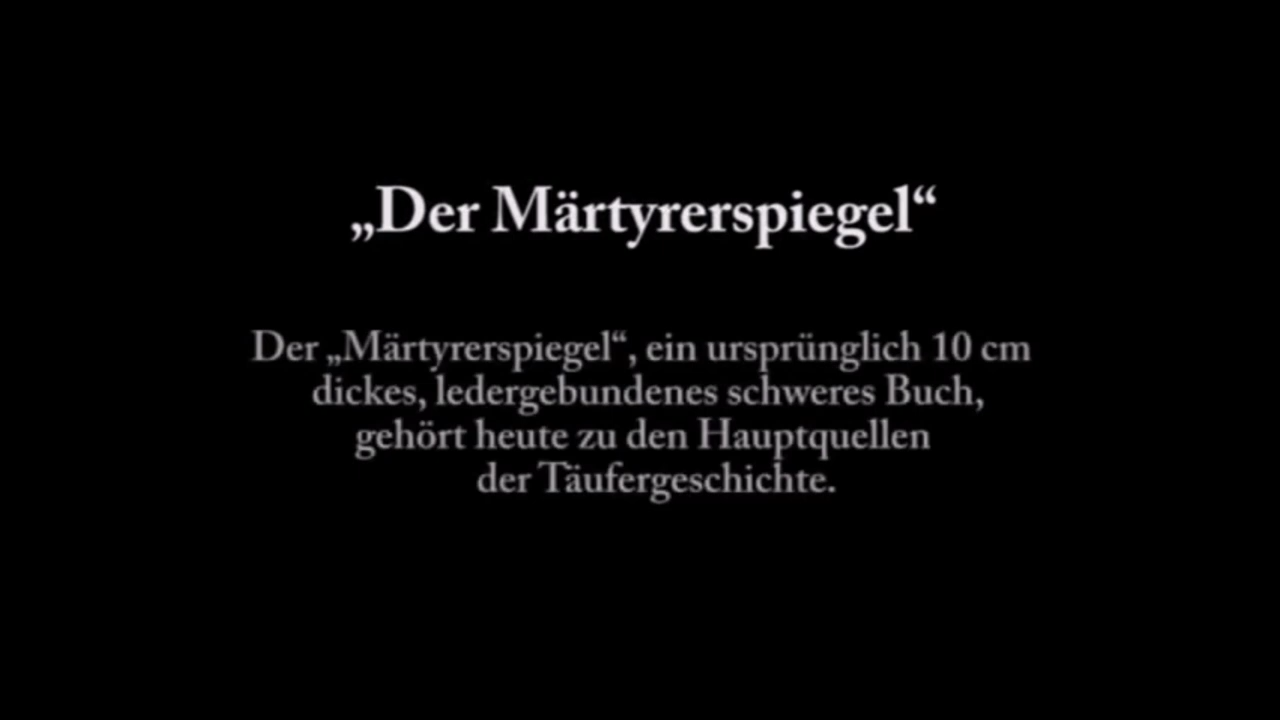 „Der Märtyrerspiegel“
Der „Märtyrerspiegel“, ein ursprünglich 10 cm
dickes, ledergebundenes schweres Buch,
gehört heute zu den Hauptquellen
der Täufergeschichte.